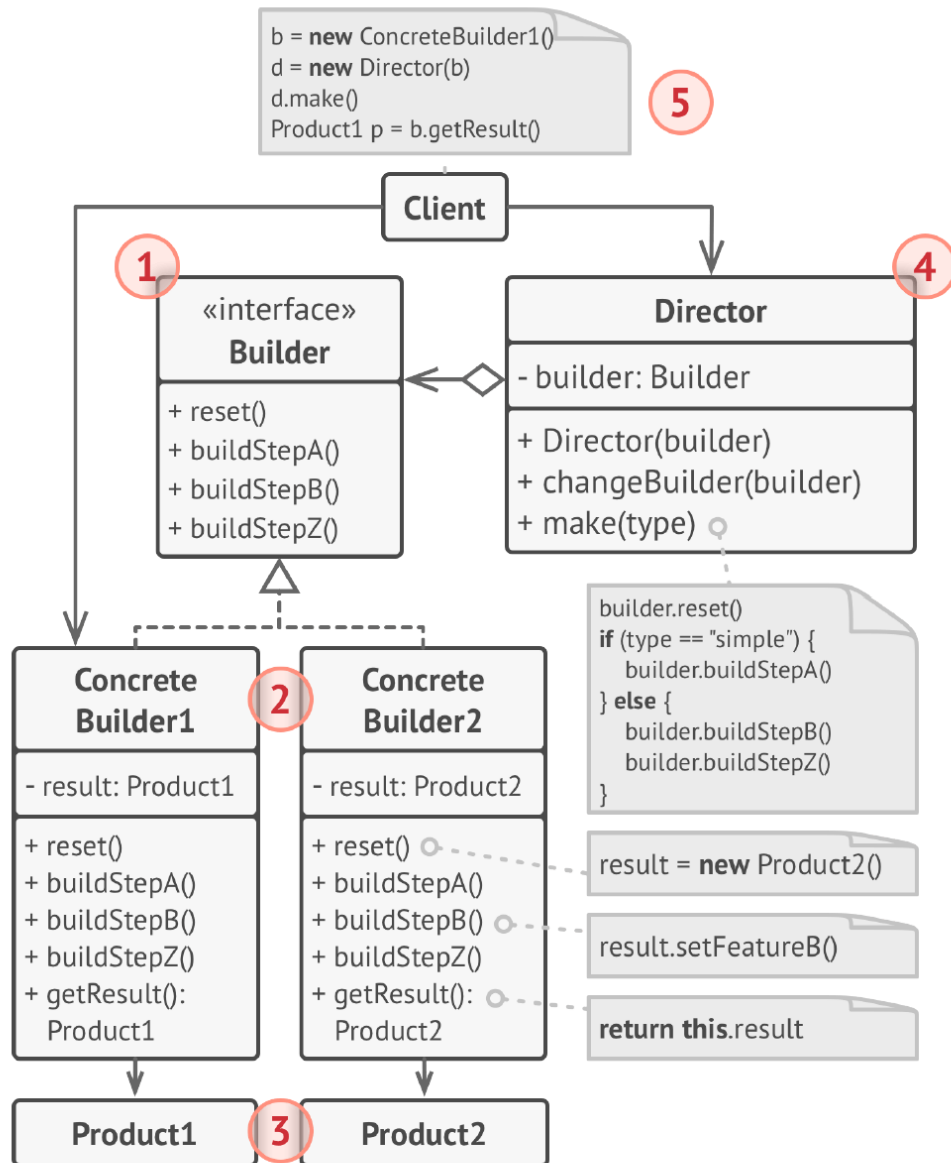 b = new ConcreteBuilder1()
d = new Director(b)
d.make()
Product1 p = b.getResult()
5
Client
1
«interface»
Builder
+ reset()
+ buildStepA()
+ buildStepB()
+ buildStepZ()
4
Director
- builder: Builder
+ Director(builder)
+ changeBuilder(builder)
+ make(type)
builder.reset()
if (type == "simple") {
builder.buildStepA()
} else {
builder.buildStepB()
builder.buildStepZ()
}
Concrete
Builder1
- result: Product1
+ reset()
+ buildStepA()
+ buildStepB()
+ buildStepZ()
+ getResult():
Product1
2
Concrete
Builder2
- result: Product2
+ reset()
+ buildStepA()
+ buildStepB()
+ buildStepZ()
+ getResult():
Product2
result = new Product2()
result.setFeatureB()
return this.result
Product1
3
Product2